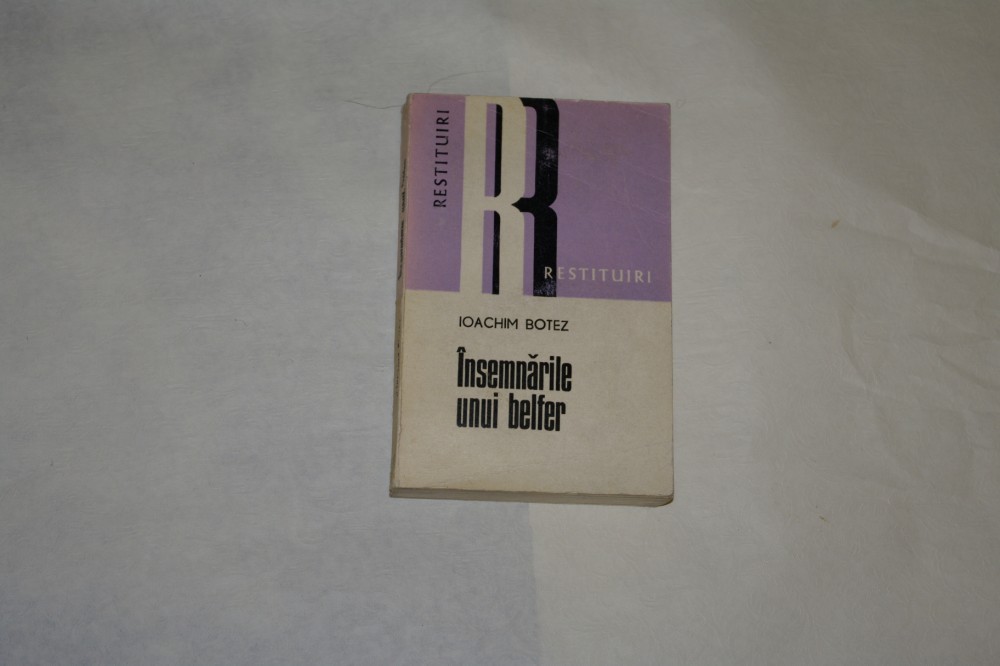 RESTITUIRI
R
RESTITUIRI
IOACHIM BOTEZ
Însemnările
unui belfer